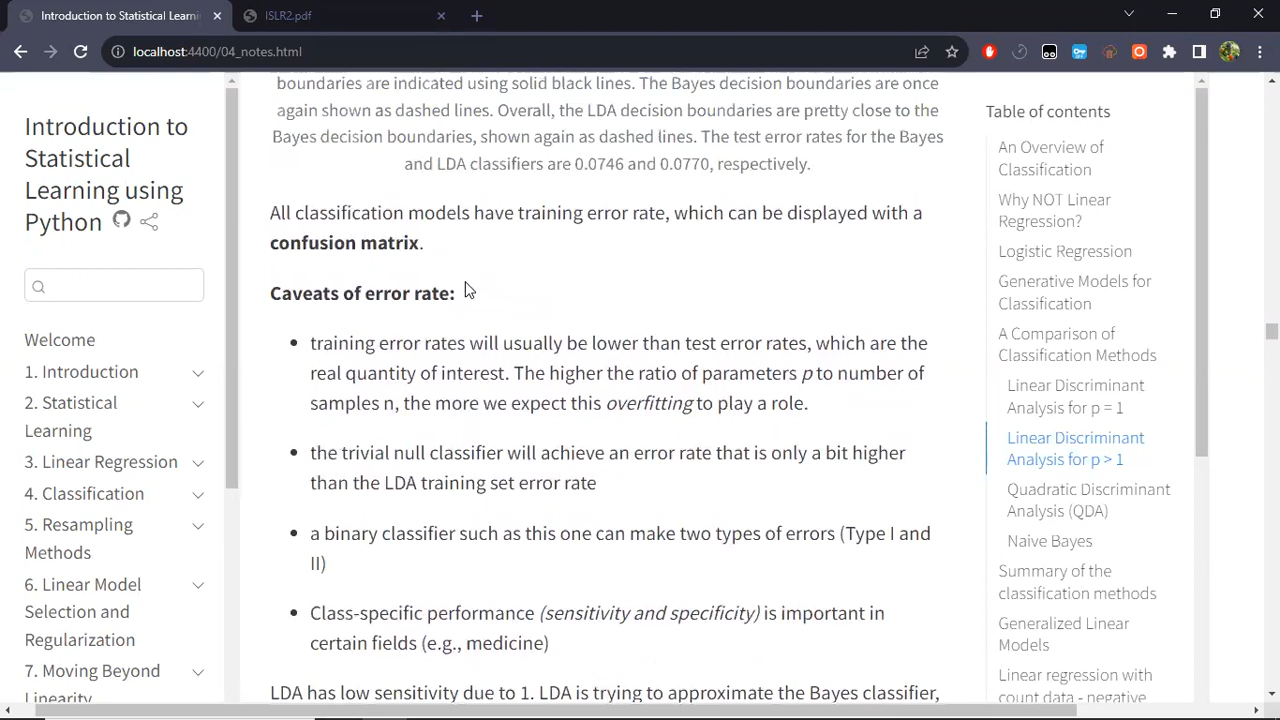 Introduction to Statistical Learni
ISLR2.pdf
localhost:4400/04_notes.html
Introduction to
Statistical
Learning using
Python
Welcome
1. Introduction
2. Statistical
Learning
3. Linear Regression
4. Classification
5. Resampling
Methods
6. Linear Model
Selection and
Regularization
7. Moving Beyond
Linearity
boundaries are indicated using solid black lines. The Bayes decision boundaries are once
again shown as dashed lines. Overall, the LDA decision boundaries are pretty close to the
Bayes decision boundaries, shown again as dashed lines. The test error rates for the Bayes
and LDA classifiers are 0.0746 and 0.0770, respectively.
All classification models have training error rate, which can be displayed with a
confusion matrix.
Caveats of error rate:
• training error rates will usually be lower than test error rates, which are the
real quantity of interest. The higher the ratio of parameters p to number of
samples n, the more we expect this overfitting to play a role.
• the trivial null classifier will achieve an error rate that is only a bit higher
than the LDA training set error rate
• a binary classifier such as this one can make two types of errors (Type I and
II)
• Class-specific performance (sensitivity and specificity) is important in
certain fields (e.g., medicine)
LDA has low sensitivity due to 1. LDA is trying to approximate the Bayes classifier,
Table of contents
An Overview of
Classification
Why NOT Linear
Regression?
Logistic Regression
Generative Models for
Classification
A Comparison of
Classification Methods
Linear Discriminant
Analysis for p = 1
Linear Discriminant
Analysis for p > 1
Quadratic Discriminant
Analysis (QDA)
Naive Bayes
Summary of the
classification methods
Generalized Linear
Models
Linear regression with
count data - negative